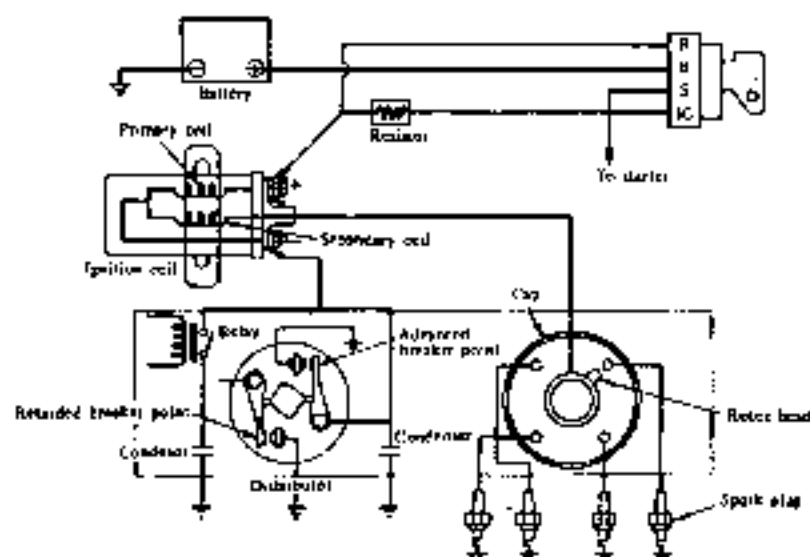 R
B
S
IG
Battery
Resistor
Primary coil
To starter
Secondary coil
Ignition coil
Cap
Relay
Advanced
breaker point
Retarded breaker point
Rotor head
Condenser
Condenser
Distributor
Spark plug